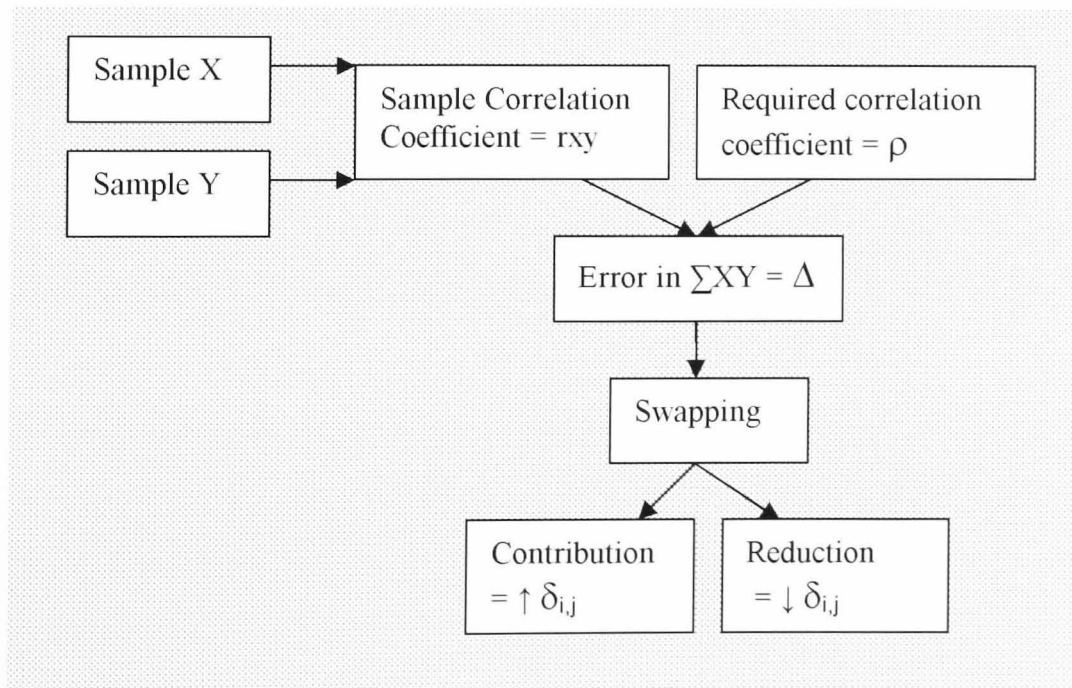 Sample X
Sample Y
Sample Correlation
Coefficient = rxy
Required correlation
coefficient = ρ
Error in ∑XY = Δ
Swapping
Contribution
= ↑ δi,j
Reduction
= ↓ δi,j